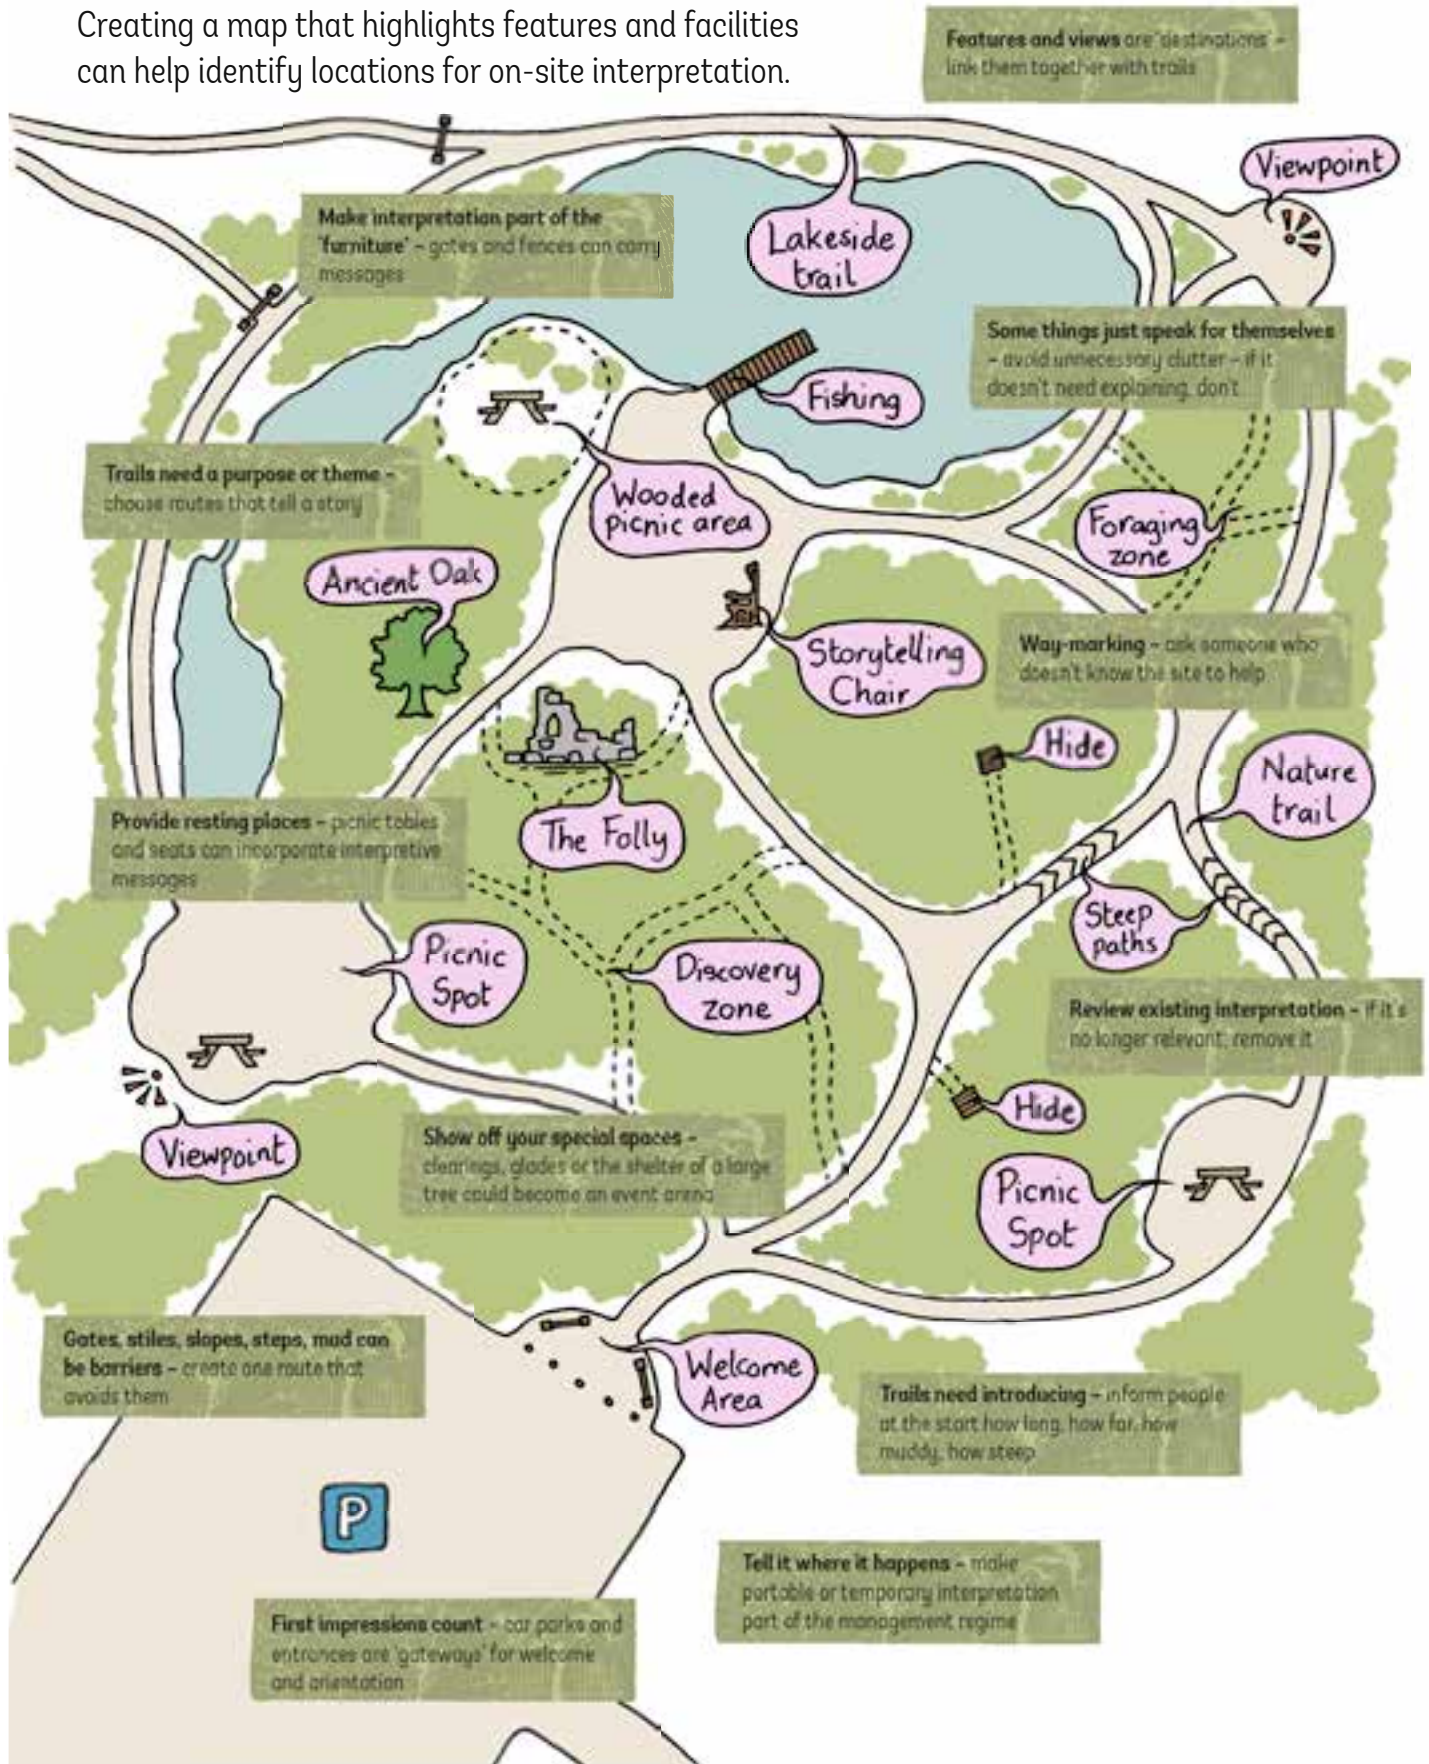 Creating a map that highlights features and facilities
can help identify locations for on-site interpretation.
Features and views are 'destinations' –
link them together with trails
Viewpoint
Make interpretation part of the
'furniture' – gates and fences can carry
messages
Lakeside
trail
Some things just speak for themselves
– avoid unnecessary clutter – if it
doesn't need explaining, don't
Fishing
Trails need a purpose or theme –
choose routes that tell a story
Wooded
picnic area
Foraging
zone
Ancient Oak
Storytelling
Chair
Way-marking – ask someone who
doesn't know the site to help
Hide
Nature
trail
Provide resting places – picnic tables
and seats can incorporate interpretive
messages
The Folly
Steep
paths
Picnic
Spot
Discovery
zone
Review existing interpretation – if it's
no longer relevant, remove it
Hide
Viewpoint
Show off your special spaces –
clearings, glades or the shelter of a large
tree could become an event arena
Picnic
Spot
Gates, stiles, slopes, steps, mud can
be barriers – create one route that
avoids them
Welcome
Area
Trails need introducing – inform people
at the start how long, how far, how
muddy, how steep
P
Tell it where it happens – make
portable or temporary interpretation
part of the management regime
First impressions count – car parks and
entrances are 'gateways' for welcome
and orientation